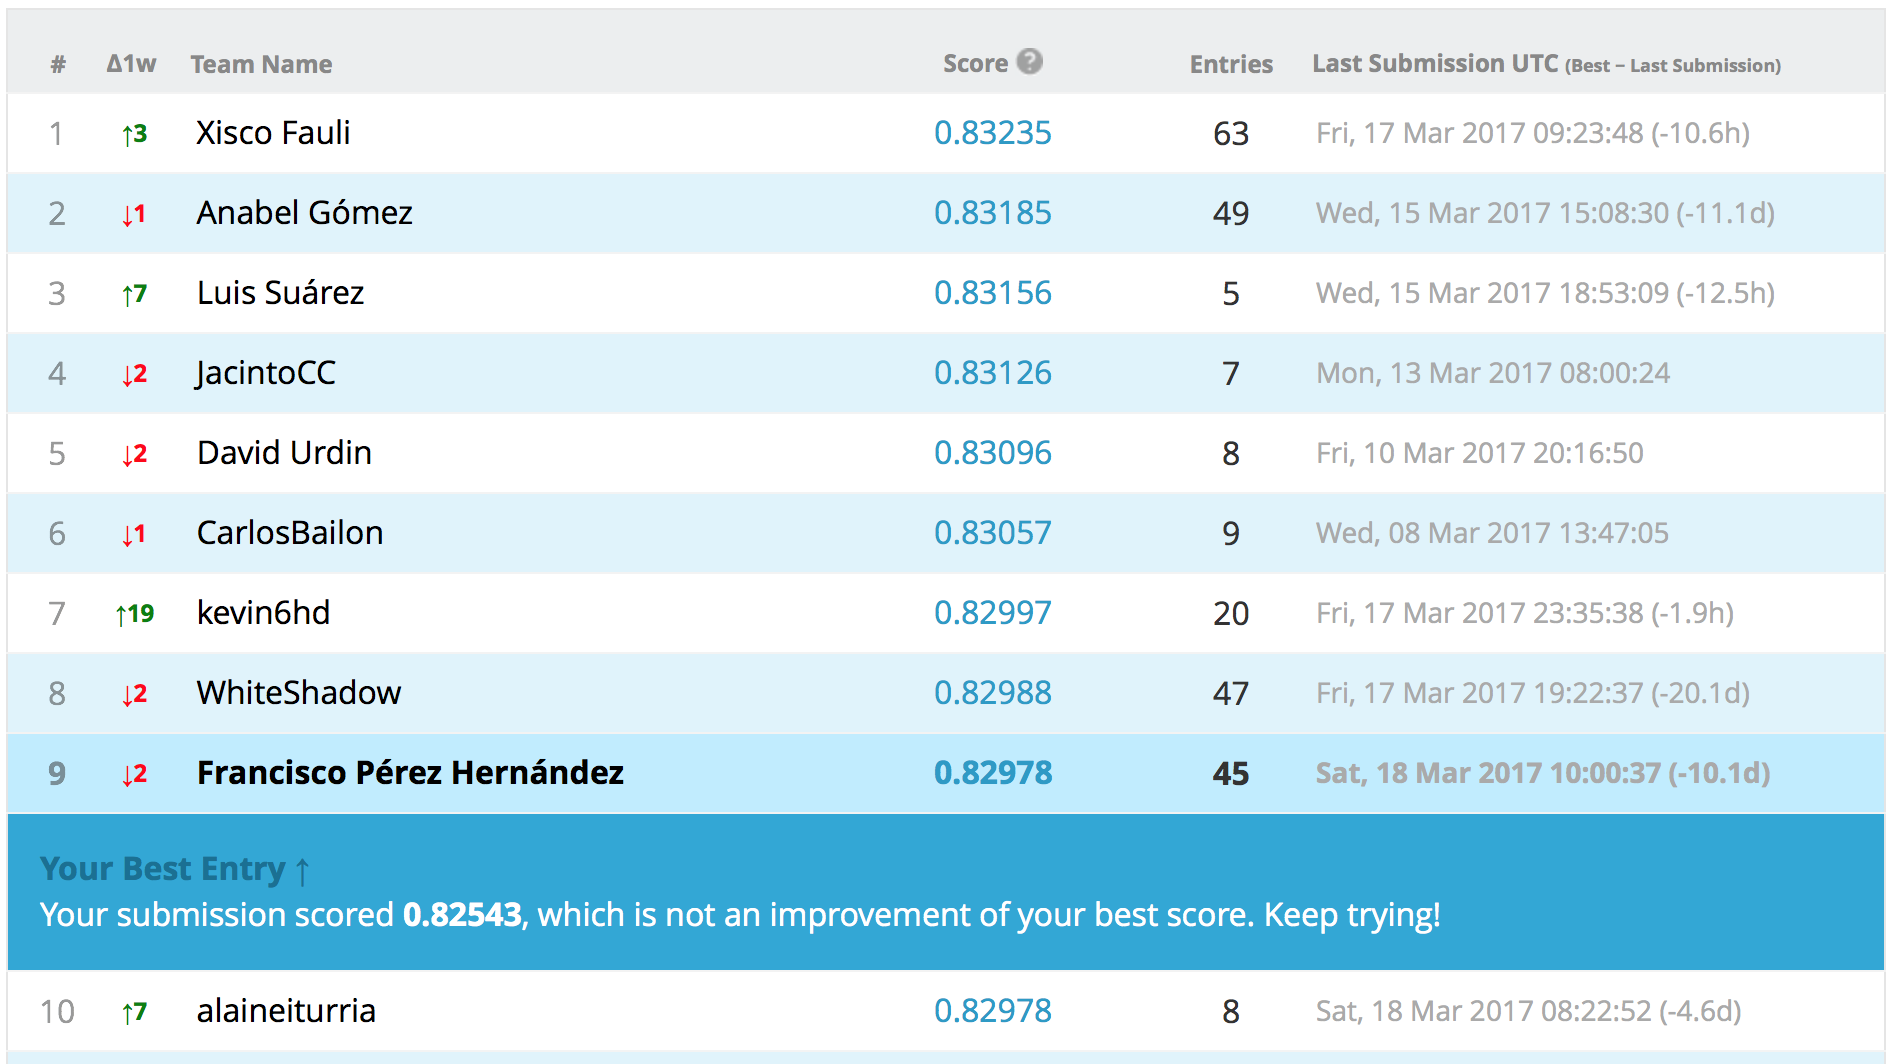 # Δ1w Team Name Score ? Entries Last Submission UTC (Best − Last Submission)
1 ↑3 Xisco Fauli 0.83235 63 Fri, 17 Mar 2017 09:23:48 (-10.6h)
2 ↓1 Anabel Gómez 0.83185 49 Wed, 15 Mar 2017 15:08:30 (-11.1d)
3 ↑7 Luis Suárez 0.83156 5 Wed, 15 Mar 2017 18:53:09 (-12.5h)
4 ↓2 JacintoCC 0.83126 7 Mon, 13 Mar 2017 08:00:24
5 ↓2 David Urdin 0.83096 8 Fri, 10 Mar 2017 20:16:50
6 ↓1 CarlosBailon 0.83057 9 Wed, 08 Mar 2017 13:47:05
7 ↑19 kevin6hd 0.82997 20 Fri, 17 Mar 2017 23:35:38 (-1.9h)
8 ↓2 WhiteShadow 0.82988 47 Fri, 17 Mar 2017 19:22:37 (-20.1d)
9 ↓2 Francisco Pérez Hernández 0.82978 45 Sat, 18 Mar 2017 10:00:37 (-10.1d)
Your Best Entry ↑
Your submission scored 0.82543, which is not an improvement of your best score. Keep trying!
10 ↑7 alaineiturria 0.82978 8 Sat, 18 Mar 2017 08:22:52 (-4.6d)